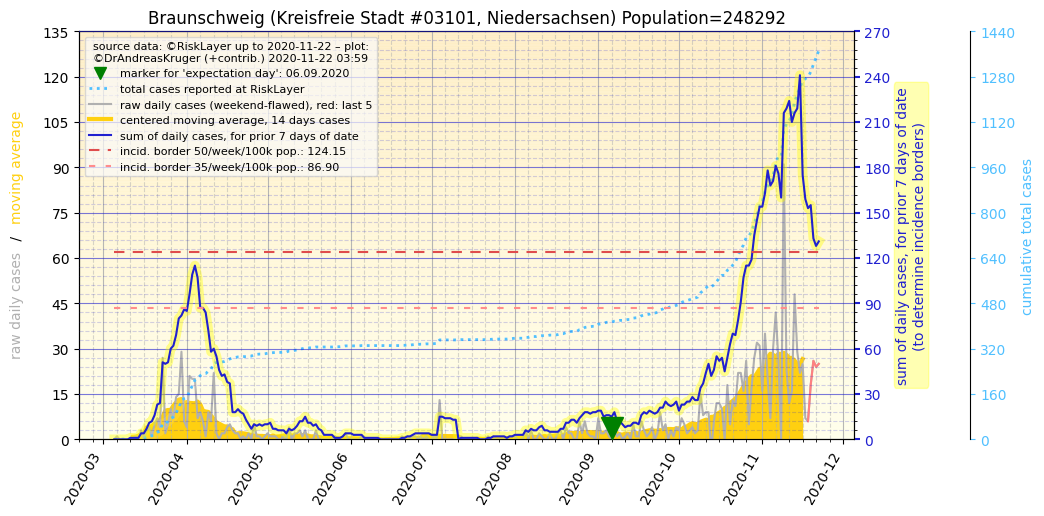 Braunschweig (Kreisfreie Stadt #03101, Niedersachsen) Population=248292
source data: ©RiskLayer up to 2020-11-22 – plot:
©DrAndreasKruger (+contrib.) 2020-11-22 03:59
marker for 'expectation day': 06.09.2020
total cases reported at RiskLayer
raw daily cases (weekend-flawed), red: last 5
centered moving average, 14 days cases
sum of daily cases, for prior 7 days of date
incid. border 50/week/100k pop.: 124.15
incid. border 35/week/100k pop.: 86.90
raw daily cases / moving average
135
120
105
90
75
60
45
30
15
0
2020-03
2020-04
2020-05
2020-06
2020-07
2020-08
2020-09
2020-10
2020-11
2020-12
270
240
210
180
150
120
90
60
30
0
sum of daily cases, for prior 7 days of date
(to determine incidence borders)
1440
1280
1120
960
800
640
480
320
160
0
cumulative total cases